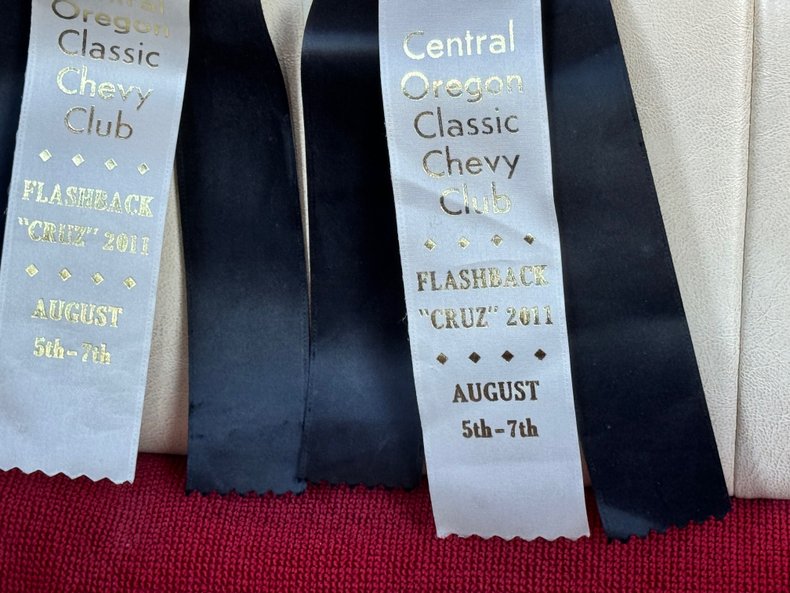 Central
Oregon
Classic
Chevy
Club
FLASHBACK
"CRUZ" 2011
AUGUST
5th-7th
Central
Oregon
Classic
Chevy
Club
FLASHBACK
"CRUZ" 2011
AUGUST
5th-7th